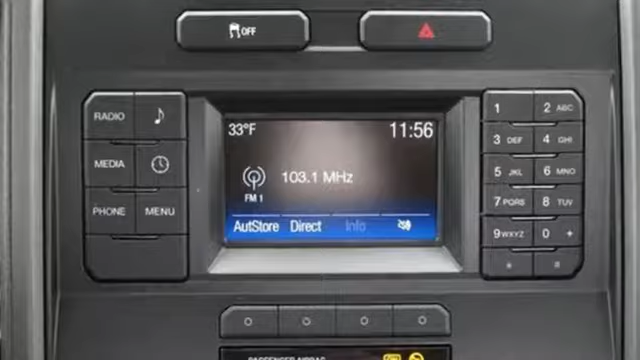 OFF
RADIO
MEDIA
PHONE MENU
33°F 11:56
103.1 MHz
FM 1
AutStore Direct Info
1 2 ABC
3 DEF 4 GHI
5 JKL 6 MNO
7 PQRS 8 TUV
9 WXYZ 0 +
PASSENGER AIRBAG